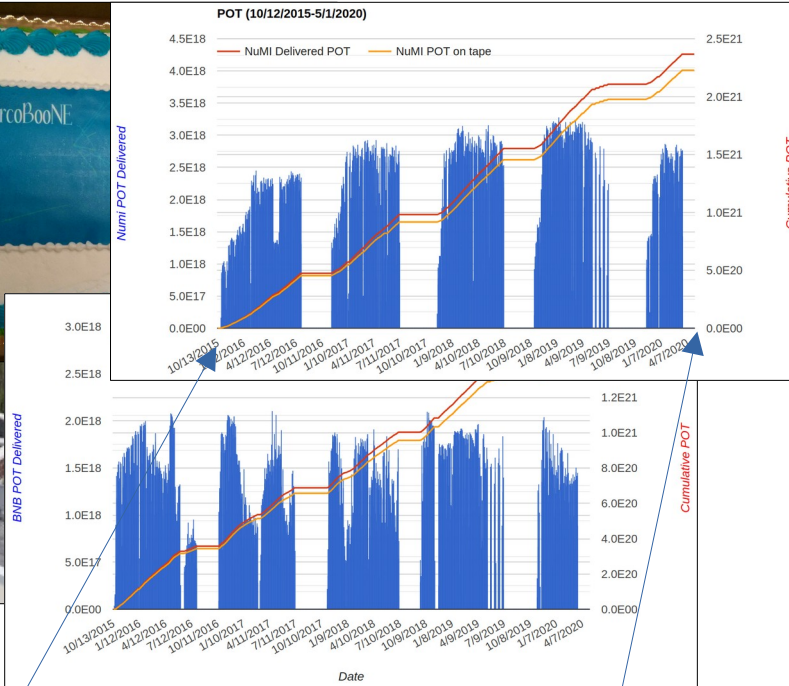 rcoBooNE
POT (10/12/2015-5/1/2020)
NuMI Delivered POT NuMI POT on tape
Numi POT Delivered
4.5E18
4.0E18
3.5E18
3.0E18
2.5E18
2.0E18
1.5E18
1.0E18
5.0E17
0.0E00
2.5E21
2.0E21
1.5E21
1.0E21
5.0E20
0.0E00
10/13/2015
4/12/2016
7/12/2016
10/11/2016
1/10/2017
4/11/2017
7/11/2017
10/10/2017
1/9/2018
4/10/2018
7/10/2018
10/9/2018
1/8/2019
4/9/2019
7/9/2019
10/8/2019
1/7/2020
4/7/2020
BNB POT Delivered
3.0E18
2.5E18
2.0E18
1.5E18
1.0E18
5.0E17
0.0E00
1.2E21
1.0E21
8.0E20
6.0E20
4.0E20
2.0E20
0.0E00
Cumulative POT
10/13/2015
1/12/2016
4/12/2016
7/12/2016
10/11/2016
1/10/2017
4/11/2017
7/11/2017
10/10/2017
1/9/2018
4/10/2018
7/10/2018
10/9/2018
1/8/2019
4/9/2019
7/9/2019
10/8/2019
1/7/2020
4/7/2020
Date